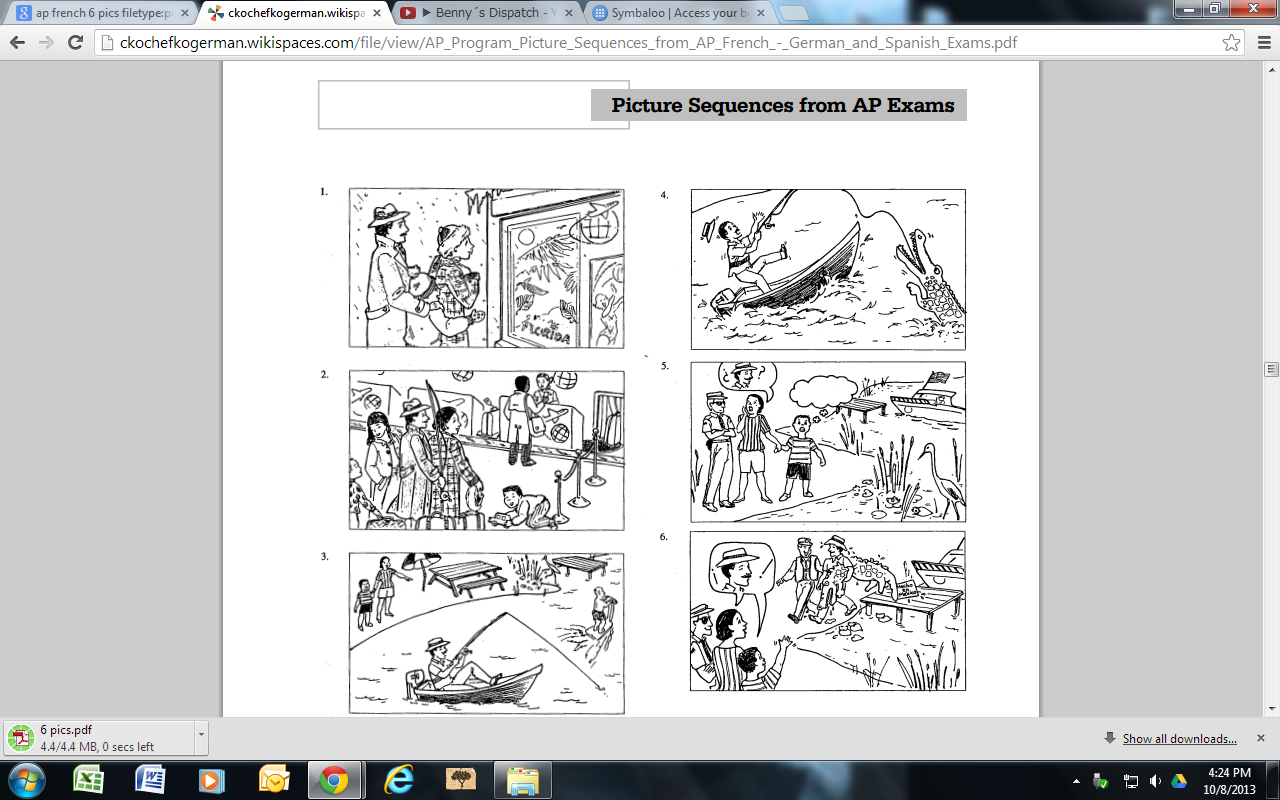 ap french 6 pics filetype:p
ckochefkogerman.wikispa
▶ Benny´s Dispatch - Y
Symbaloo | Access your b
ckochefkogerman.wikispaces.com/file/view/AP_Program_Picture_Sequences_from_AP_French_-_German_and_Spanish_Exams.pdf
Picture Sequences from AP Exams
1.
FLORIDA
2.
3.
4.
5.
? ?
6.
6 pics.pdf
4.4/4.4 MB, 0 secs left
Show all downloads...
4:24 PM
10/8/2013